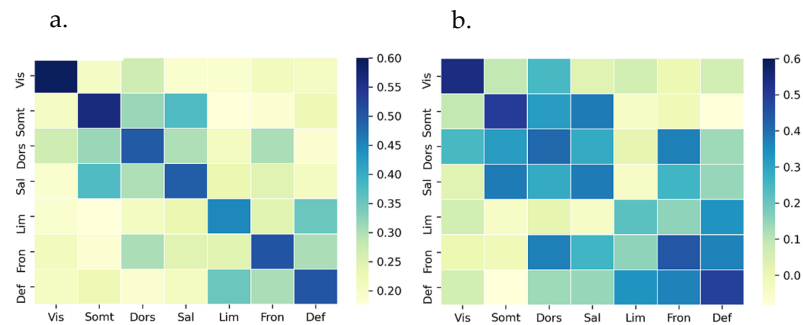 a.
b.
Vis
Somt
Dors
Sal
Lim
Fron
Def
Vis Somt Dors Sal Lim Fron Def
0.60
0.55
0.50
0.45
0.40
0.35
0.30
0.25
0.20
Vis
Somt
Dors
Sal
Lim
Fron
Def
Vis Somt Dors Sal Lim Fron Def
0.6
0.5
0.4
0.3
0.2
0.1
0.0